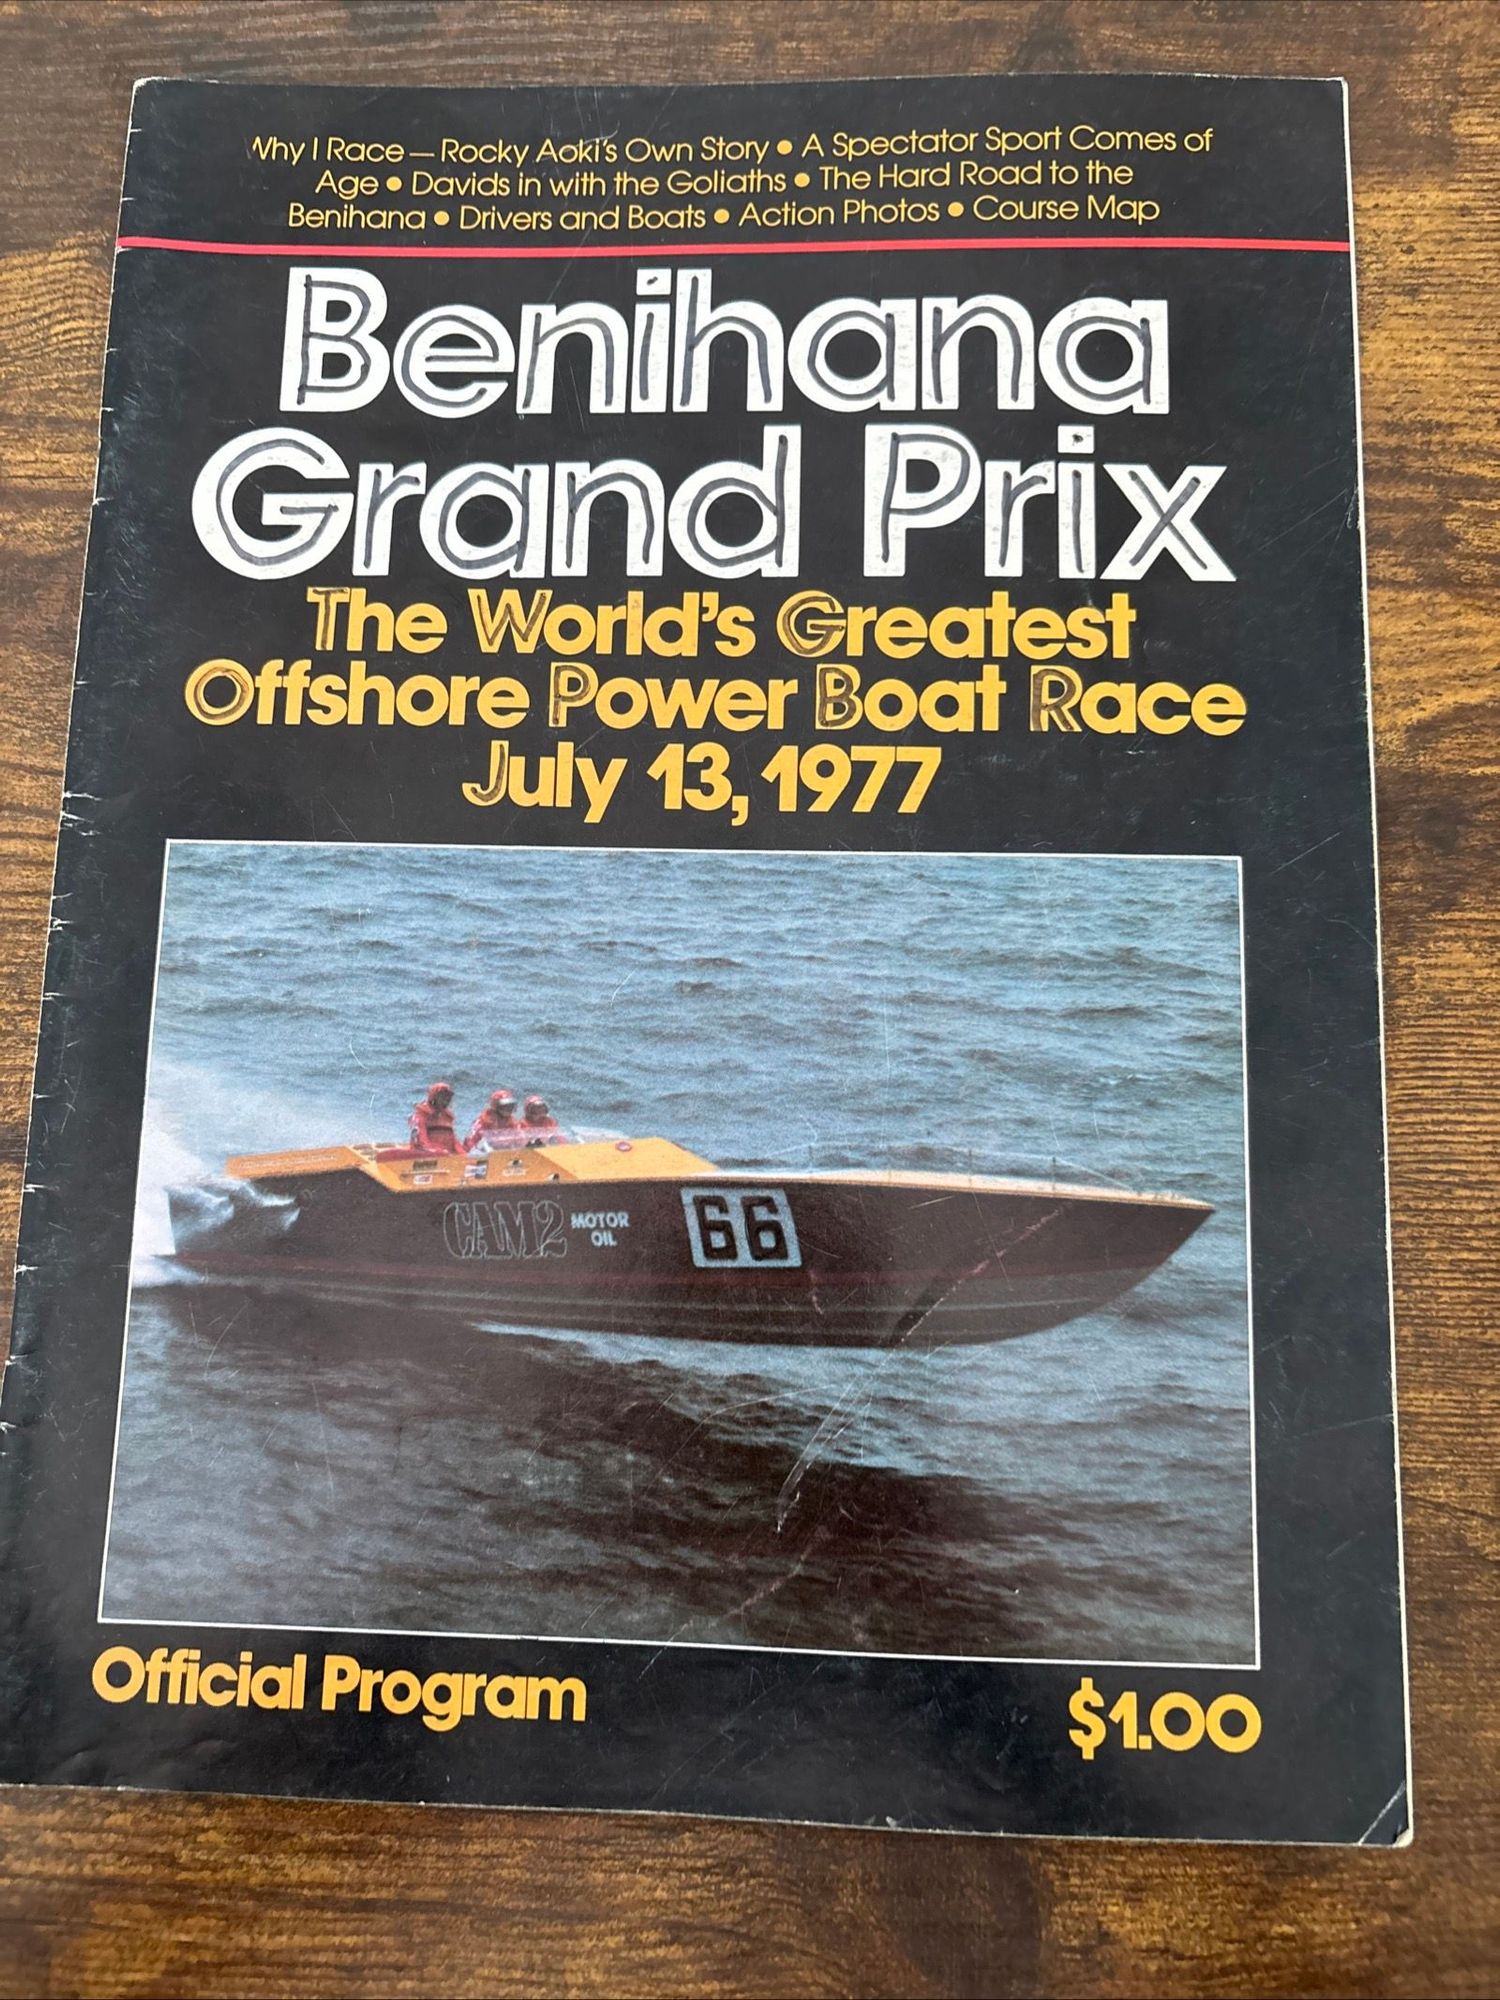 Why I Race — Rocky Aoki's Own Story • A Spectator Sport Comes of
Age • Davids in with the Goliaths • The Hard Road to the
Benihana • Drivers and Boats • Action Photos • Course Map
Benihana
Grand Prix
The World's Greatest
Offshore Power Boat Race
July 13, 1977
CAM2 MOTOR
OIL
66
Official Program
$1.00